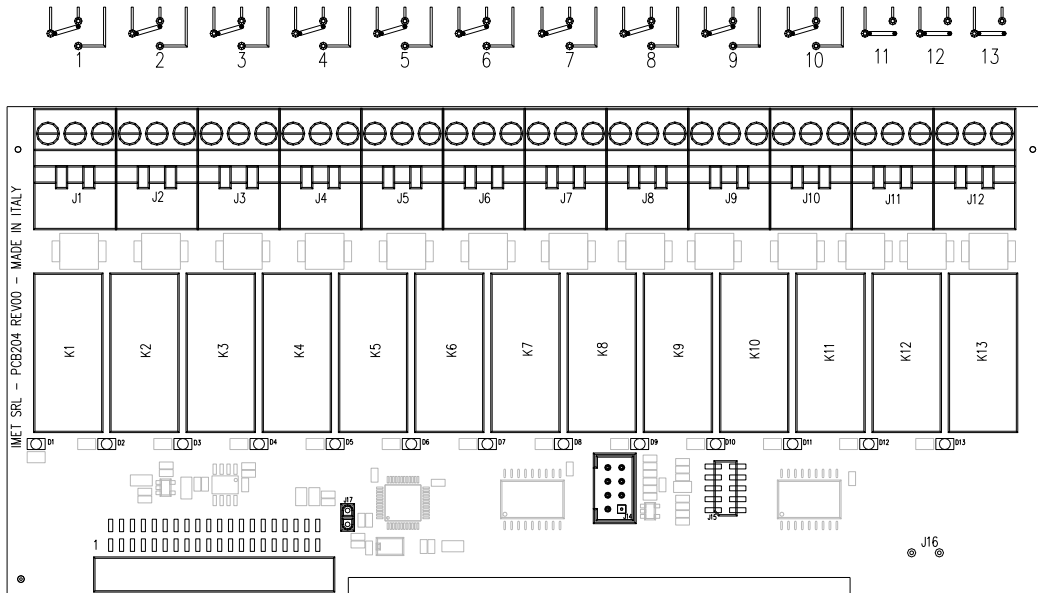 1 2 3 4 5 6 7 8 9 10 11 12 13
J1 J2 J3 J4 J5 J6 J7 J8 J9 J10 J11 J12
IMET SRL - PCB204 REV00 - MADE IN ITALY
K1 K2 K3 K4 K5 K6 K7 K8 K9 K10 K11 K12 K13
D1 D2 D3 D4 D5 D6 D7 D8 D9 D10 D11 D12 D13
J17
J14 J15
1
J16